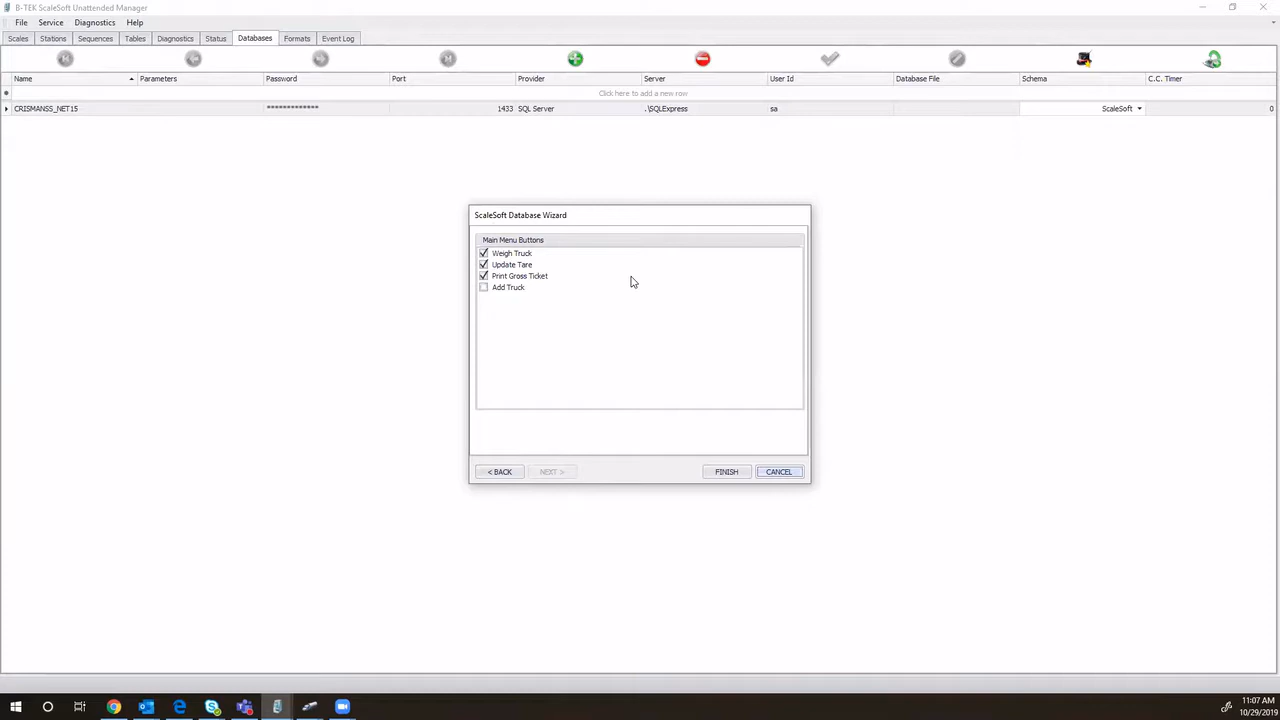 B-TEK ScaleSoft Unattended Manager
File Service Diagnostics Help
Scales Stations Sequences Tables Diagnostics Status Databases Formats Event Log
Name Parameters Password Port Provider Server User Id Database File Schema C.C. Timer
Click here to add a new row
CRISMANSS_NET15 ************* 1433 SQL Server .\SQLExpress sa ScaleSoft 0
ScaleSoft Database Wizard
Main Menu Buttons
Weigh Truck
Update Tare
Print Gross Ticket
Add Truck
< BACK NEXT > FINISH CANCEL
11:07 AM
10/29/2019